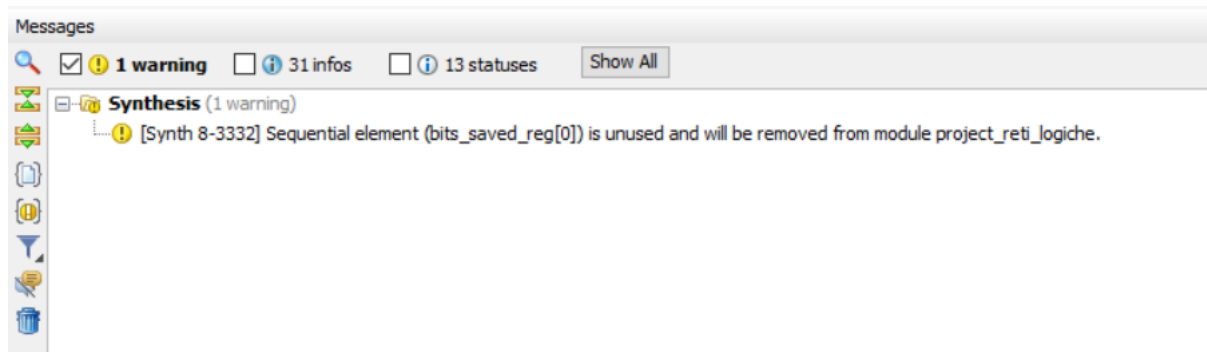 Messages
1 warning 31 infos 13 statuses Show All
Synthesis (1 warning)
[Synth 8-3332] Sequential element (bits_saved_reg[0]) is unused and will be removed from module project_reti_logiche.